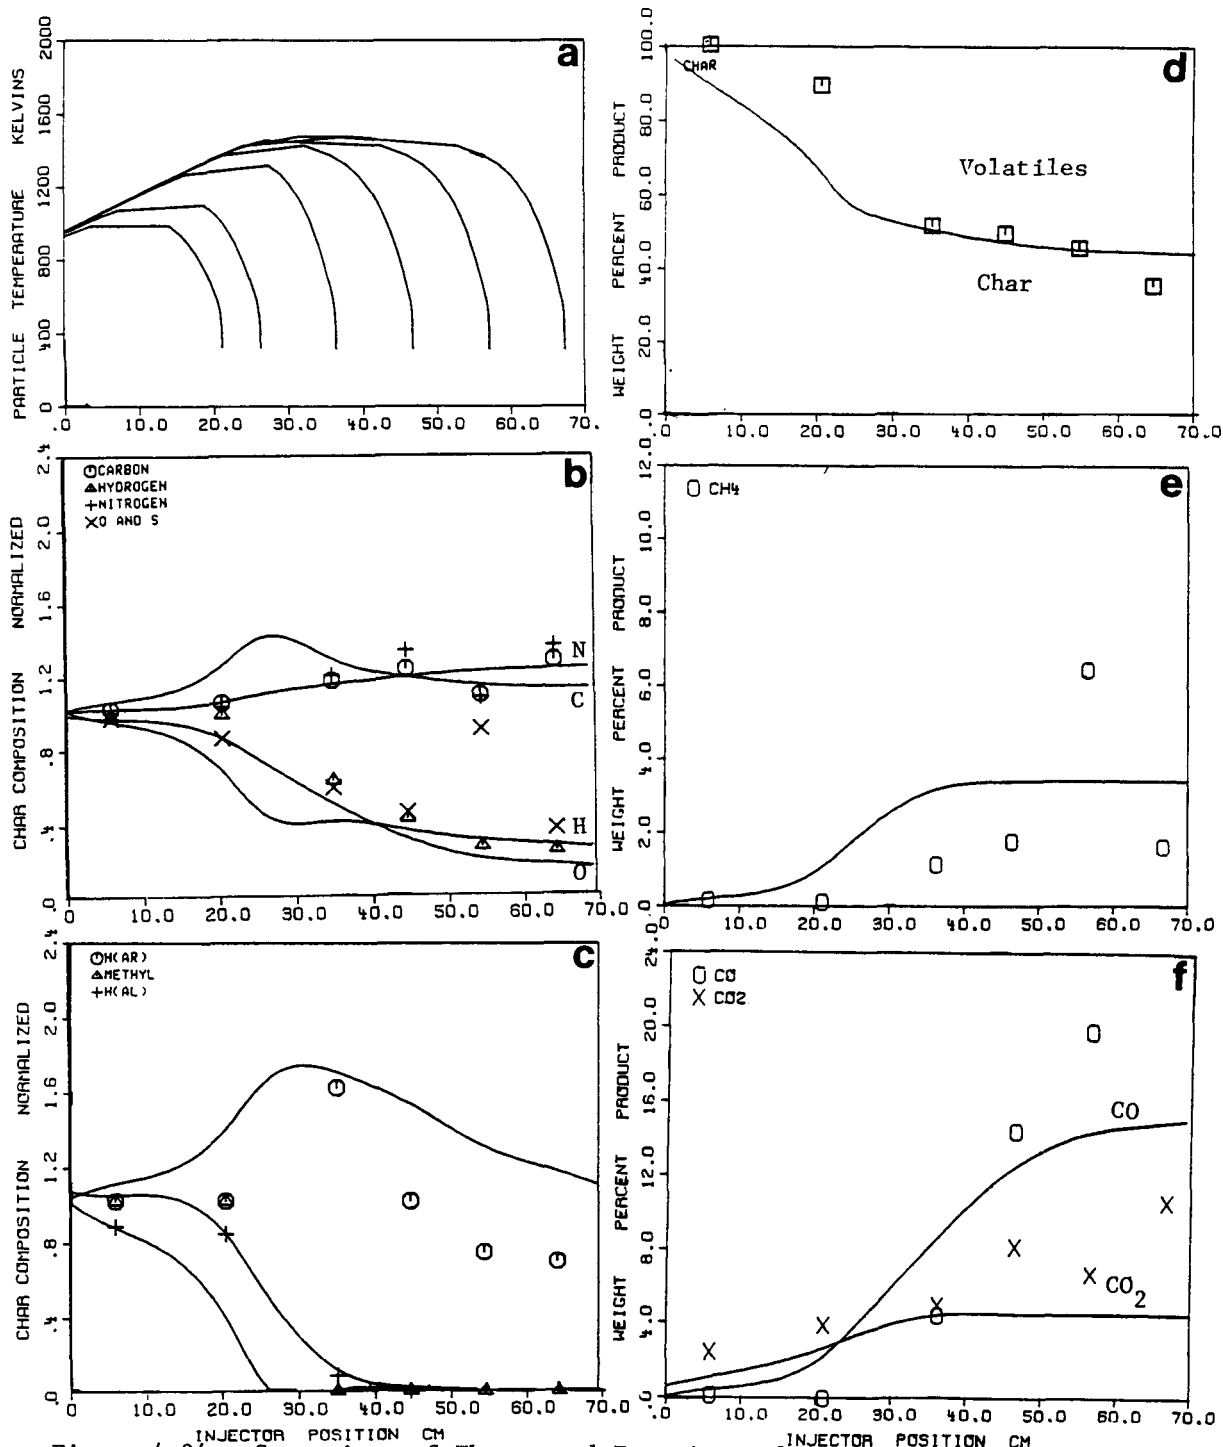 a
PARTICLE TEMPERATURE KELVINS
2000
1600
1200
800
400
0
.0 10.0 20.0 30.0 40.0 50.0 60.0 70.0
b
CHAR COMPOSITION NORMALIZED
2.4
2.0
1.6
1.2
.8
.4
.0
CARBON
HYDROGEN
NITROGEN
O AND S
N
C
H
O
.0 10.0 20.0 30.0 40.0 50.0 60.0 70.0
c
CHAR COMPOSITION NORMALIZED
2.4
2.0
1.6
1.2
.8
.4
.0
H(AR)
METHYL
H(AL)
.0 10.0 20.0 30.0 40.0 50.0 60.0 70.0
INJECTOR POSITION CM
d
WEIGHT PERCENT PRODUCT
100.0
80.0
60.0
40.0
20.0
.0
CHAR
Volatiles
Char
.0 10.0 20.0 30.0 40.0 50.0 60.0 70.0
e
WEIGHT PERCENT PRODUCT
12.0
10.0
8.0
6.0
4.0
2.0
.0
CH4
.0 10.0 20.0 30.0 40.0 50.0 60.0 70.0
f
WEIGHT PERCENT PRODUCT
24.0
20.0
16.0
12.0
8.0
4.0
.0
CO
CO2
CO
CO2
.0 10.0 20.0 30.0 40.0 50.0 60.0 70.0
INJECTOR POSITION CM